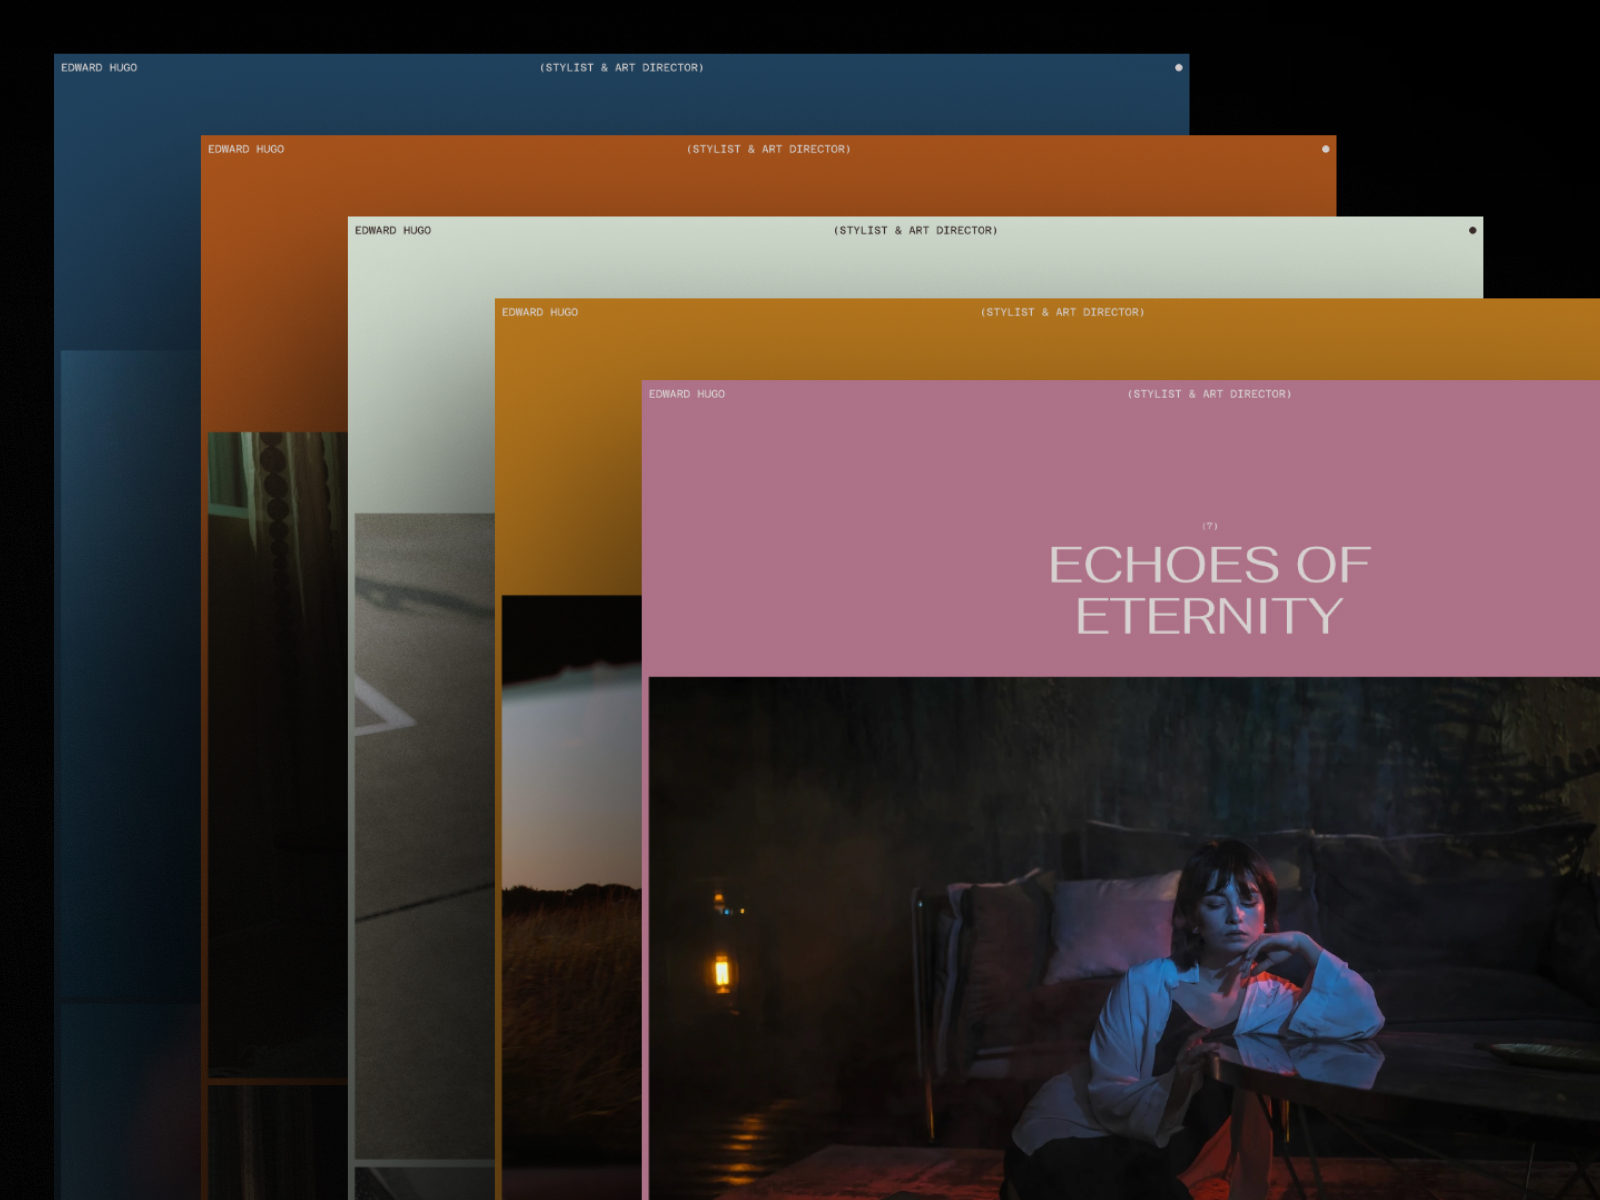 EDWARD HUGO
(STYLIST & ART DIRECTOR)
EDWARD HUGO
(STYLIST & ART DIRECTOR)
EDWARD HUGO
(STYLIST & ART DIRECTOR)
EDWARD HUGO
(STYLIST & ART DIRECTOR)
EDWARD HUGO
(STYLIST & ART DIRECTOR)
(7)
ECHOES OF
ETERNITY